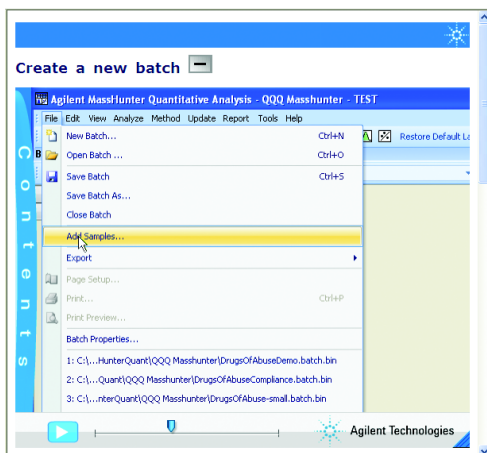 Create a new batch
Agilent MassHunter Quantitative Analysis - QQQ Masshunter - TEST
File Edit View Analyze Method Update Report Tools Help
New Batch... Ctrl+N
Restore Default La
Open Batch ... Ctrl+O
B
Save Batch Ctrl+S
Save Batch As...
Close Batch
Add Samples...
Export
Page Setup...
Print... Ctrl+P
Print Preview...
Batch Properties...
1: C:\...HunterQuant\QQQ Masshunter\DrugsOfAbuseDemo.batch.bin
2: C:\...Quant\QQQ Masshunter\DrugsOfAbuseCompliance.batch.bin
3: C:\...nterQuant\QQQ Masshunter\DrugsOfAbuse-small.batch.bin
Contents
Agilent Technologies